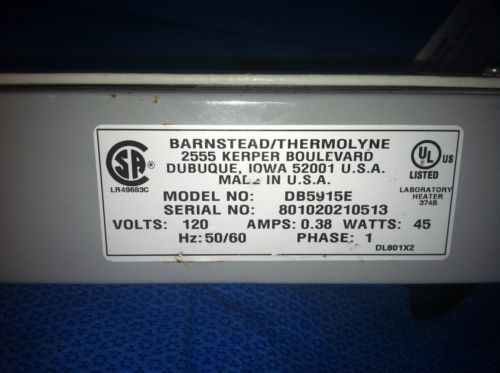 BARNSTEAD/THERMOLYNE
2555 KERPER BOULEVARD
DUBUQUE, IOWA 52001 U.S.A.
MADE IN U.S.A.
SA
LR49683C
UL US
LISTED
LABORATORY
HEATER
374B
MODEL NO: DB5915E
SERIAL NO: 801020210513
VOLTS: 120 AMPS: 0.38 WATTS: 45
Hz: 50/60 PHASE: 1
DL801X2